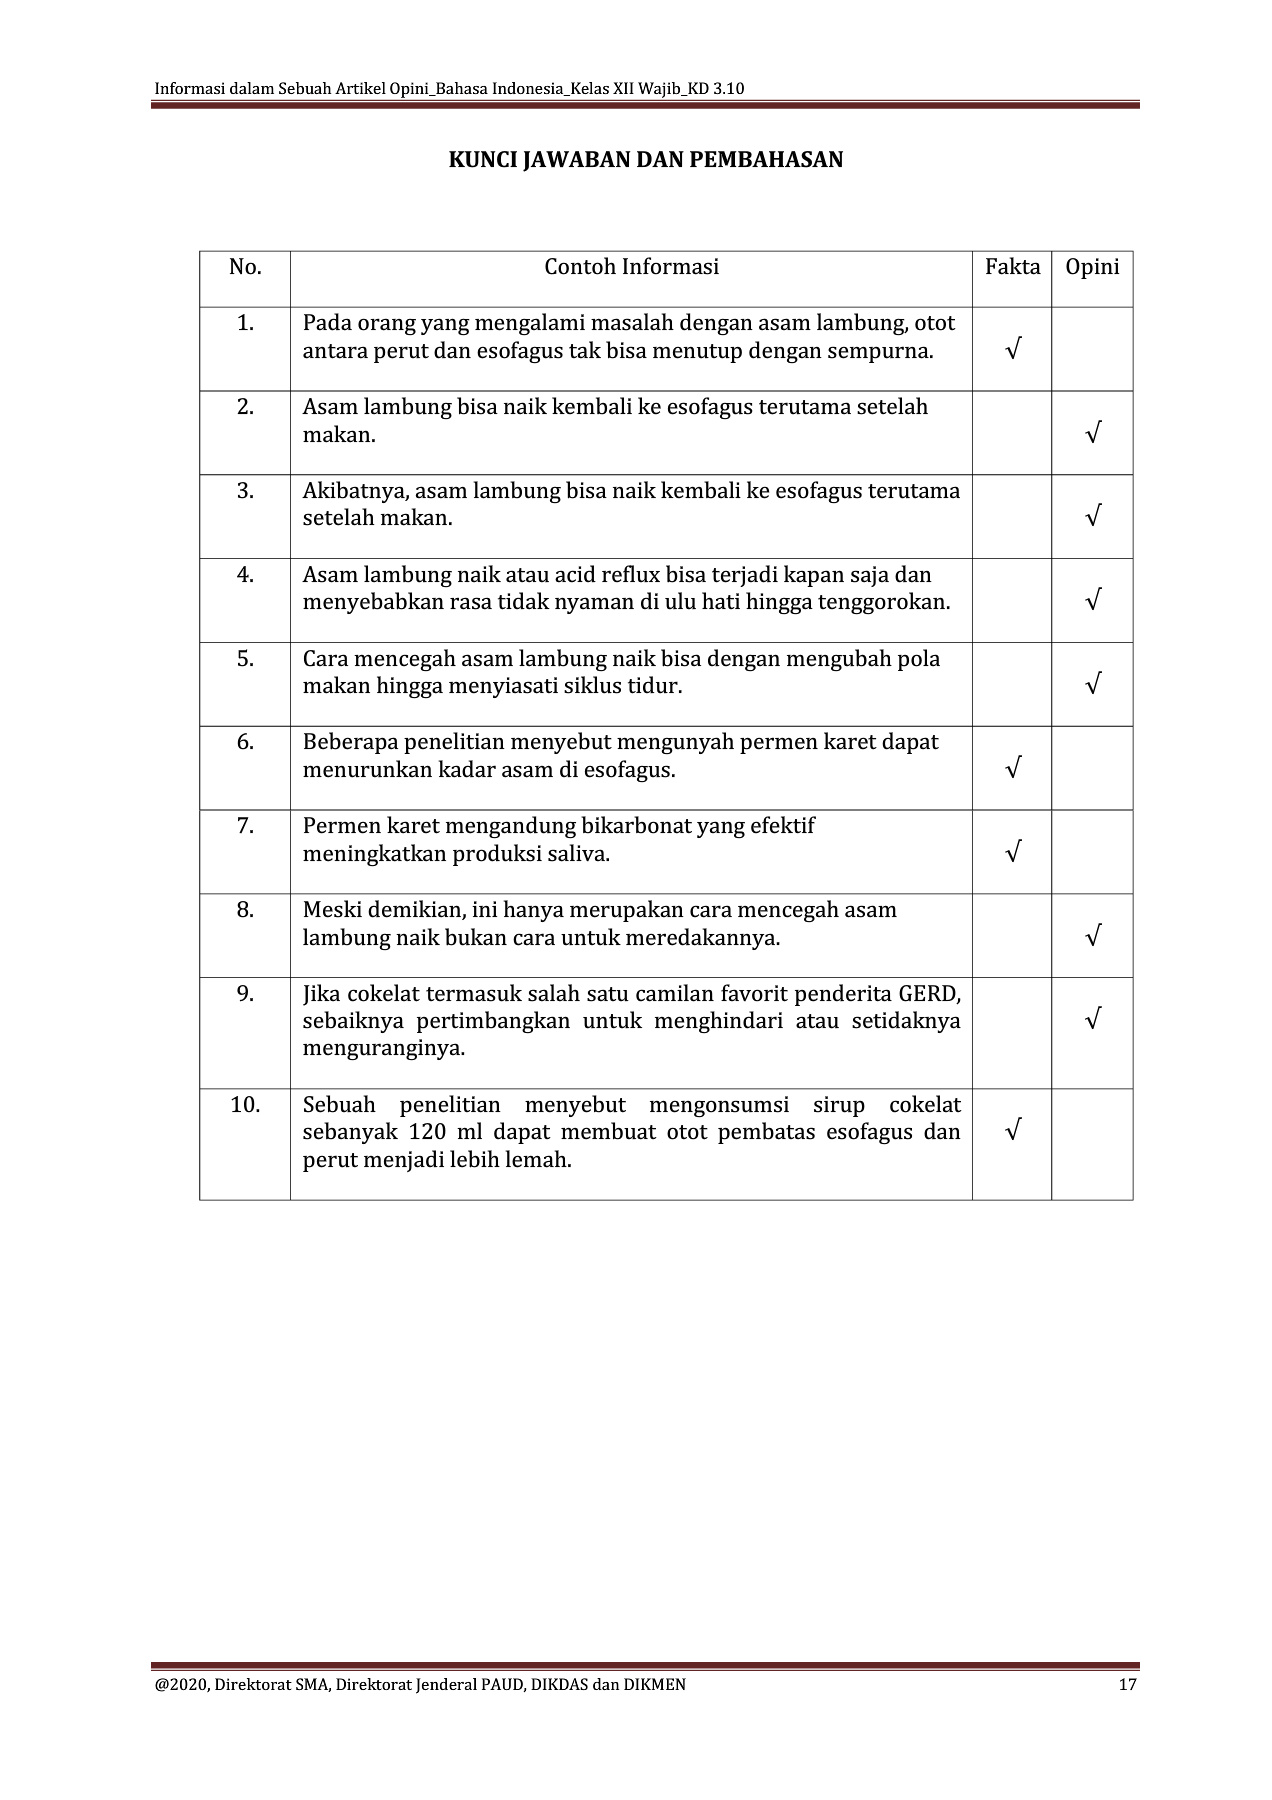 Informasi dalam Sebuah Artikel Opini_Bahasa Indonesia_Kelas XII Wajib_KD 3.10
KUNCI JAWABAN DAN PEMBAHASAN
No. Contoh Informasi Fakta Opini
1. Pada orang yang mengalami masalah dengan asam lambung, otot
antara perut dan esofagus tak bisa menutup dengan sempurna. √
2. Asam lambung bisa naik kembali ke esofagus terutama setelah
makan. √
3. Akibatnya, asam lambung bisa naik kembali ke esofagus terutama
setelah makan. √
4. Asam lambung naik atau acid reflux bisa terjadi kapan saja dan
menyebabkan rasa tidak nyaman di ulu hati hingga tenggorokan. √
5. Cara mencegah asam lambung naik bisa dengan mengubah pola
makan hingga menyiasati siklus tidur. √
6. Beberapa penelitian menyebut mengunyah permen karet dapat
menurunkan kadar asam di esofagus. √
7. Permen karet mengandung bikarbonat yang efektif
meningkatkan produksi saliva. √
8. Meski demikian, ini hanya merupakan cara mencegah asam
lambung naik bukan cara untuk meredakannya. √
9. Jika cokelat termasuk salah satu camilan favorit penderita GERD,
sebaiknya pertimbangkan untuk menghindari atau setidaknya √
menguranginya.
10. Sebuah penelitian menyebut mengonsumsi sirup cokelat
sebanyak 120 ml dapat membuat otot pembatas esofagus dan √
perut menjadi lebih lemah.
@2020, Direktorat SMA, Direktorat Jenderal PAUD, DIKDAS dan DIKMEN 17